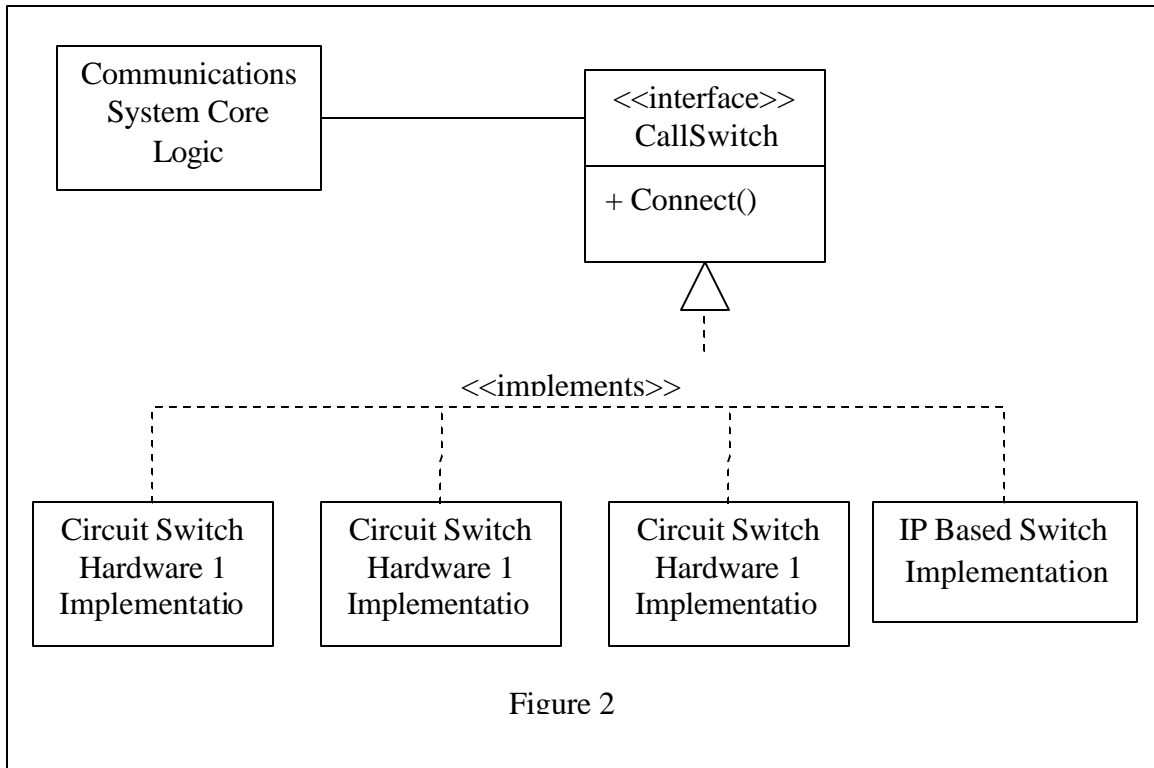 Communications
System Core
Logic
<<interface>>
CallSwitch
+ Connect()
<<implements>>
Circuit Switch
Hardware 1
Implementatio
Circuit Switch
Hardware 1
Implementatio
Circuit Switch
Hardware 1
Implementatio
IP Based Switch
Implementation
Figure 2